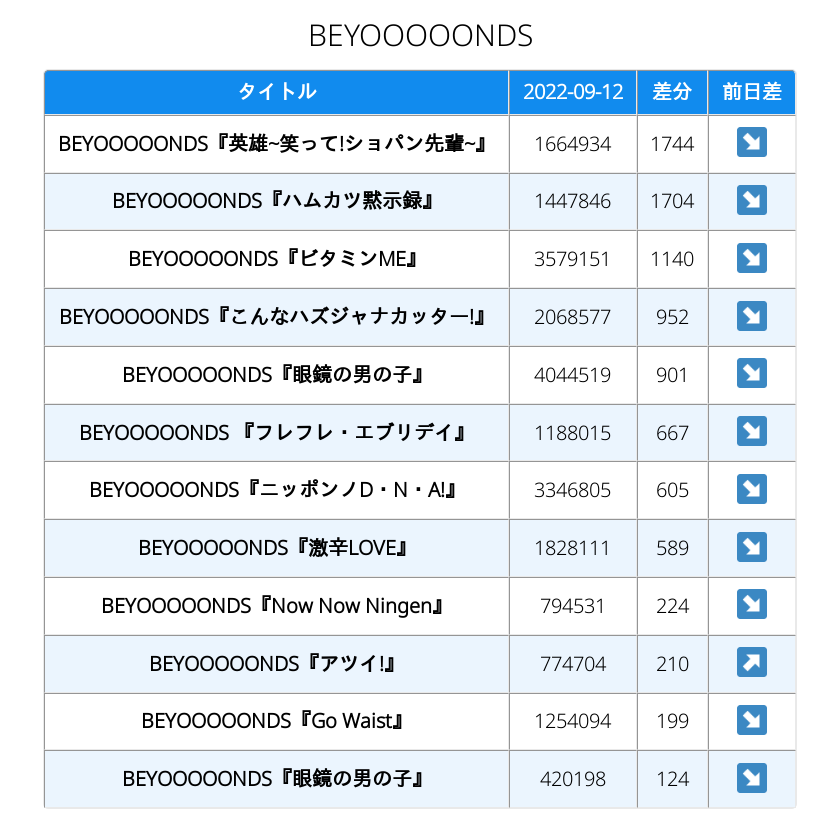 BEYOOOOONDS
タイトル 2022-09-12 差分 前日差
BEYOOOOONDS『英雄~笑って!ショパン先輩~』 1664934 1744 ↘
BEYOOOOONDS『ハムカツ黙示録』 1447846 1704 ↘
BEYOOOOONDS『ビタミンME』 3579151 1140 ↘
BEYOOOOONDS『こんなハズジャナカッター!』 2068577 952 ↘
BEYOOOOONDS『眼鏡の男の子』 4044519 901 ↘
BEYOOOOONDS 『フレフレ・エブリデイ』 1188015 667 ↘
BEYOOOOONDS『ニッポンノD・N・A!』 3346805 605 ↘
BEYOOOOONDS『激辛LOVE』 1828111 589 ↘
BEYOOOOONDS『Now Now Ningen』 794531 224 ↘
BEYOOOOONDS『アツイ!』 774704 210 ↗
BEYOOOOONDS『Go Waist』 1254094 199 ↘
BEYOOOOONDS『眼鏡の男の子』 420198 124 ↘